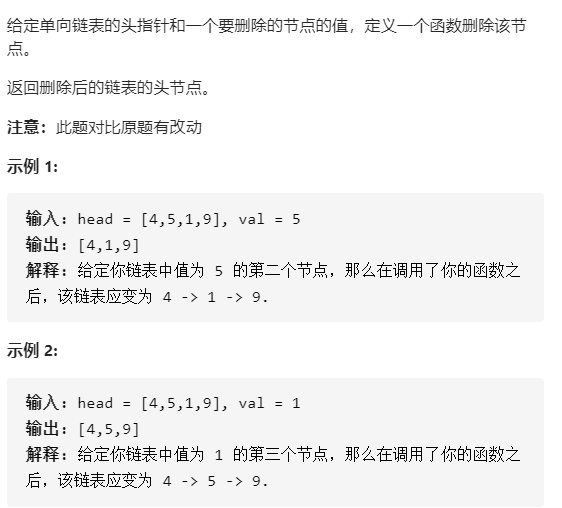 给定单向链表的头指针和一个要删除的节点的值，定义一个函数删除该节
点。
返回删除后的链表的头节点。
注意：此题对比原题有改动
示例 1:
输入: head = [4,5,1,9], val = 5
输出: [4,1,9]
解释: 给定你链表中值为 5 的第二个节点，那么在调用了你的函数之
后，该链表应变为 4 -> 1 -> 9.
示例 2:
输入: head = [4,5,1,9], val = 1
输出: [4,5,9]
解释: 给定你链表中值为 1 的第三个节点，那么在调用了你的函数之
后，该链表应变为 4 -> 5 -> 9.